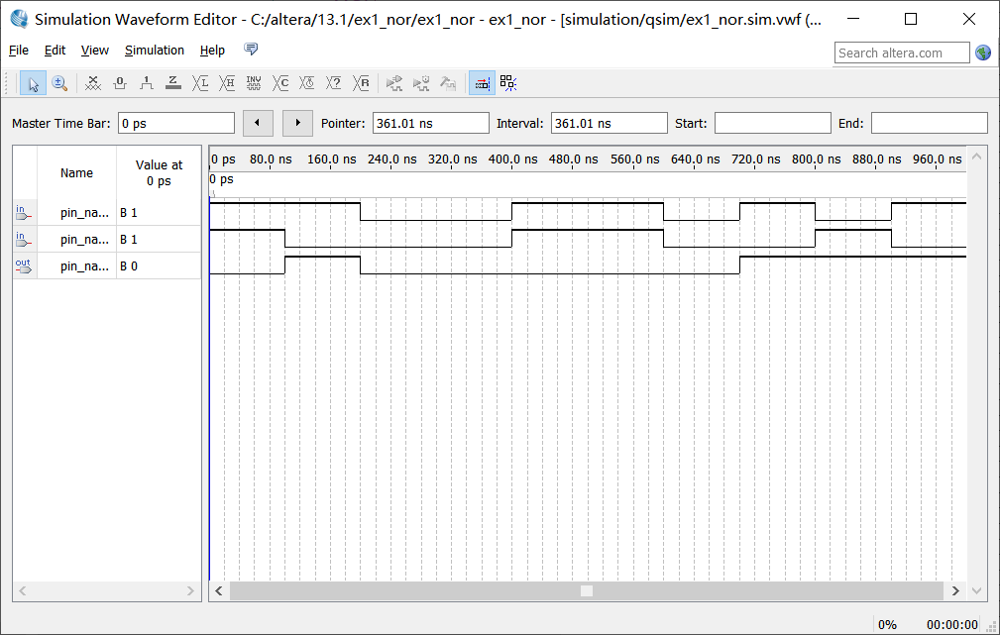 Simulation Waveform Editor - C:/altera/13.1/ex1_nor/ex1_nor - ex1_nor - [simulation/qsim/ex1_nor.sim.vwf (...
File Edit View Simulation Help
Search altera.com
Master Time Bar: 0 ps Pointer: 361.01 ns Interval: 361.01 ns Start: End:
Name Value at
0 ps
0 ps 80.0 ns 160.0 ns 240.0 ns 320.0 ns 400.0 ns 480.0 ns 560.0 ns 640.0 ns 720.0 ns 800.0 ns 880.0 ns 960.0 ns
0 ps
in pin_na... B 1
in pin_na... B 1
out pin_na... B 0
0% 00:00:00